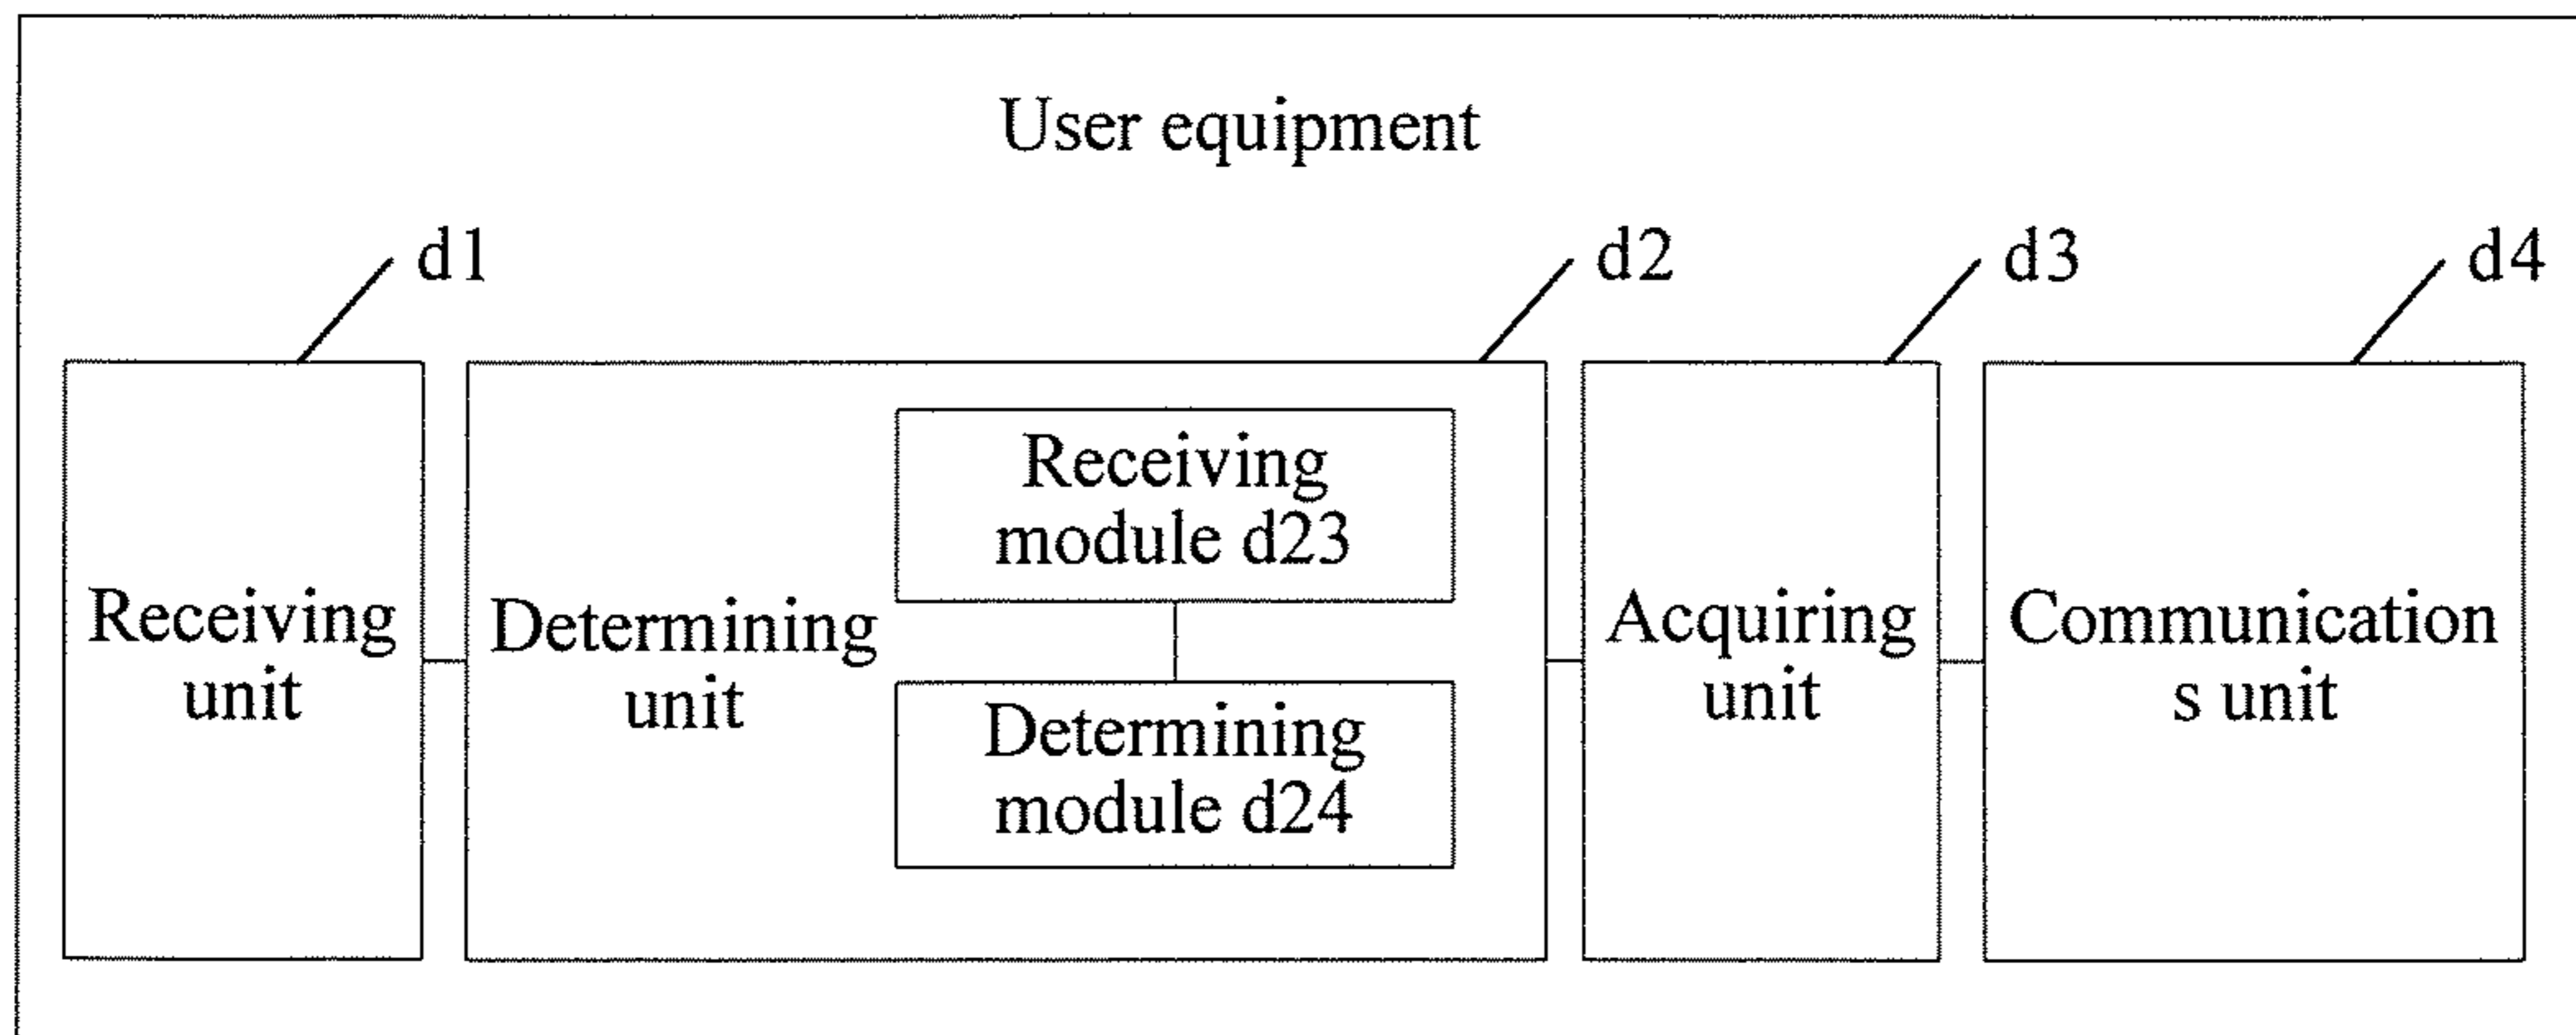 User equipment
d1
d2
d3
d4
Receiving
unit
Determining
unit
Receiving
module d23
Determining
module d24
Acquiring
unit
Communication
s unit